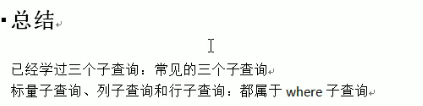 总结
已经学过三个子查询：常见的三个子查询
标量子查询、列子查询和行子查询：都属于 where 子查询